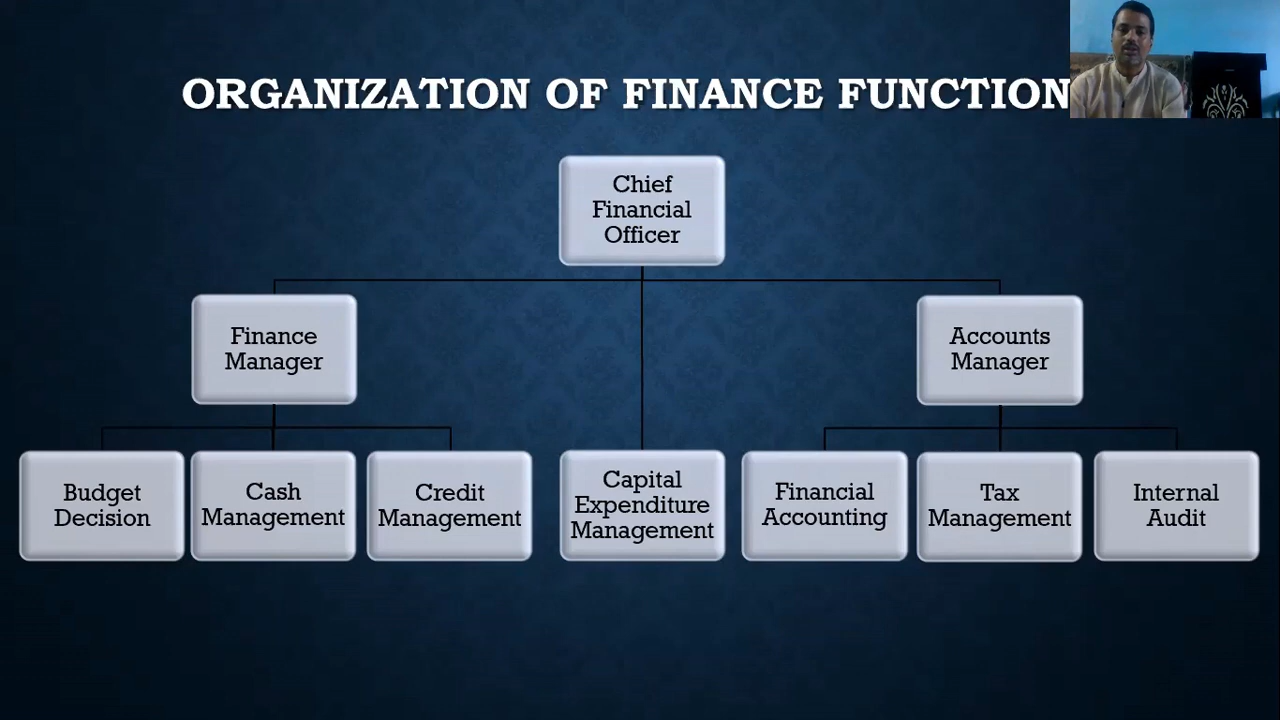 ORGANIZATION OF FINANCE FUNCTION
Chief
Financial
Officer
Finance
Manager
Accounts
Manager
Budget
Decision
Cash
Management
Credit
Management
Capital
Expenditure
Management
Financial
Accounting
Tax
Management
Internal
Audit